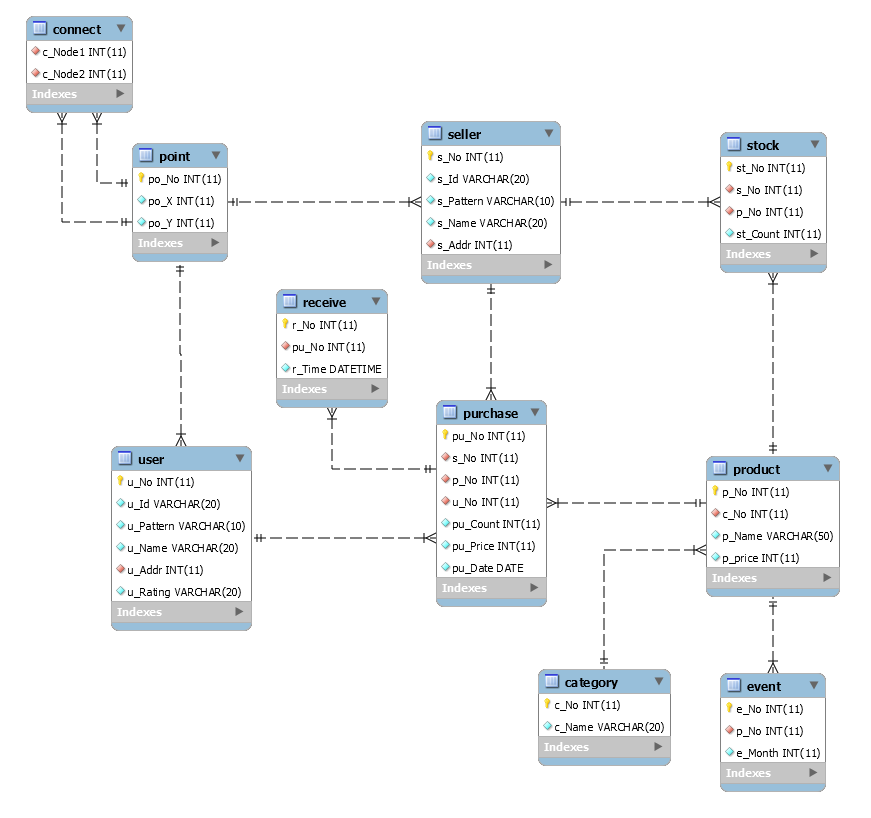 connect
c_Node1 INT(11)
c_Node2 INT(11)
Indexes
point
po_No INT(11)
po_X INT(11)
po_Y INT(11)
Indexes
seller
s_No INT(11)
s_Id VARCHAR(20)
s_Pattern VARCHAR(10)
s_Name VARCHAR(20)
s_Addr INT(11)
Indexes
stock
st_No INT(11)
s_No INT(11)
p_No INT(11)
st_Count INT(11)
Indexes
receive
r_No INT(11)
pu_No INT(11)
r_Time DATETIME
Indexes
user
u_No INT(11)
u_Id VARCHAR(20)
u_Pattern VARCHAR(10)
u_Name VARCHAR(20)
u_Addr INT(11)
u_Rating VARCHAR(20)
Indexes
purchase
pu_No INT(11)
s_No INT(11)
p_No INT(11)
u_No INT(11)
pu_Count INT(11)
pu_Price INT(11)
pu_Date DATE
Indexes
product
p_No INT(11)
c_No INT(11)
p_Name VARCHAR(50)
p_price INT(11)
Indexes
category
c_No INT(11)
c_Name VARCHAR(20)
Indexes
event
e_No INT(11)
p_No INT(11)
e_Month INT(11)
Indexes